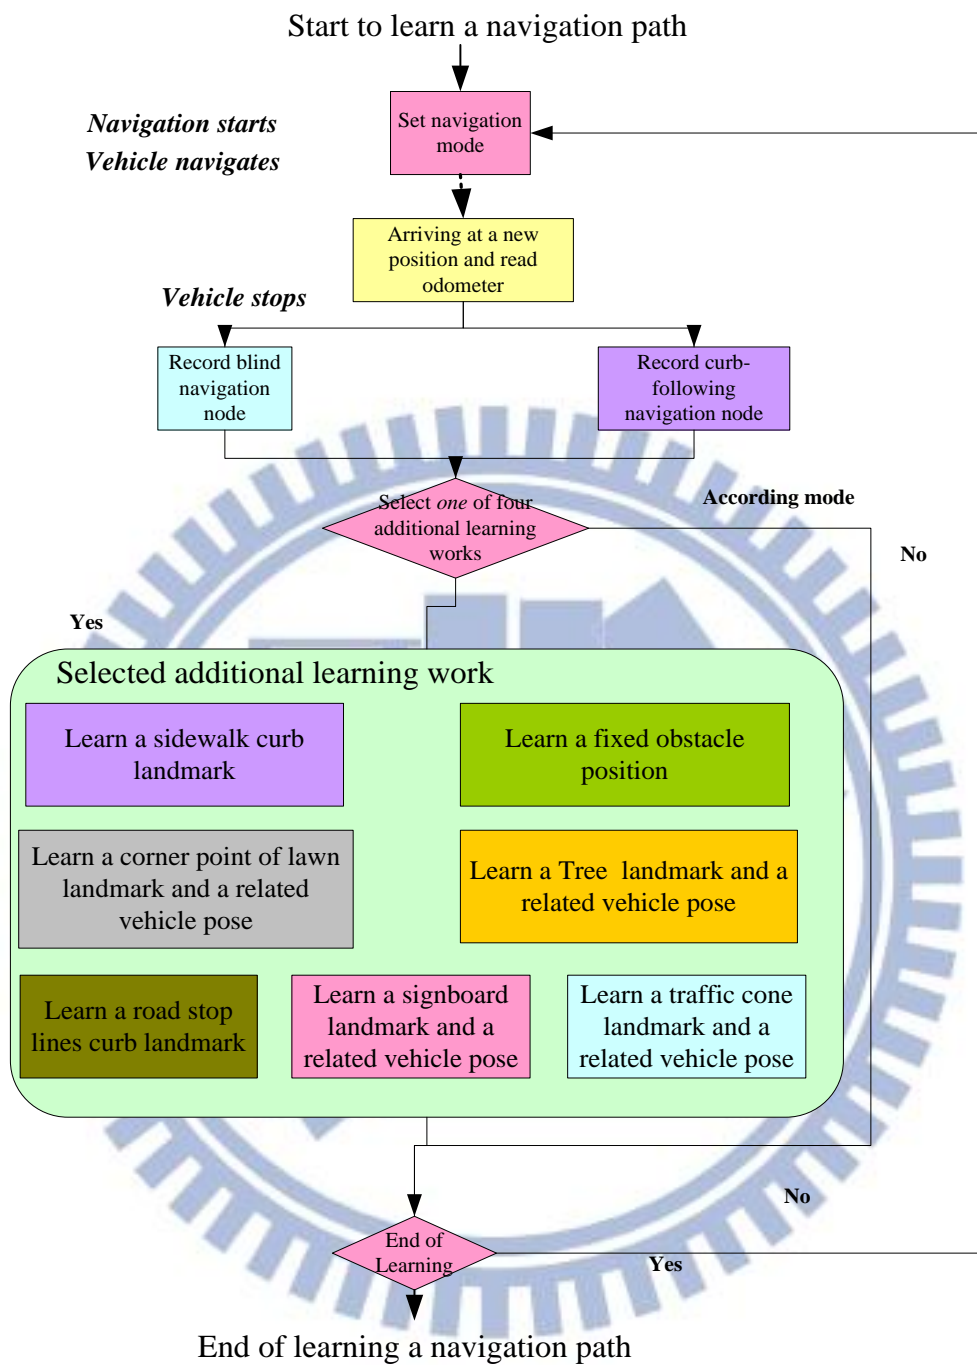 Start to learn a navigation path
Navigation starts
Vehicle navigates
Set navigation
mode
Arriving at a new
position and read
odometer
Vehicle stops
Record blind
navigation
node
Record curb-
following
navigation node
Select one of four
additional learning
works
According mode
No
Yes
Selected additional learning work
Learn a sidewalk curb
landmark
Learn a fixed obstacle
position
Learn a corner point of lawn
landmark and a related
vehicle pose
Learn a Tree landmark and a
related vehicle pose
Learn a road stop
lines curb landmark
Learn a signboard
landmark and a
related vehicle pose
Learn a traffic cone
landmark and a
related vehicle pose
No
End of
Learning
Yes
End of learning a navigation path